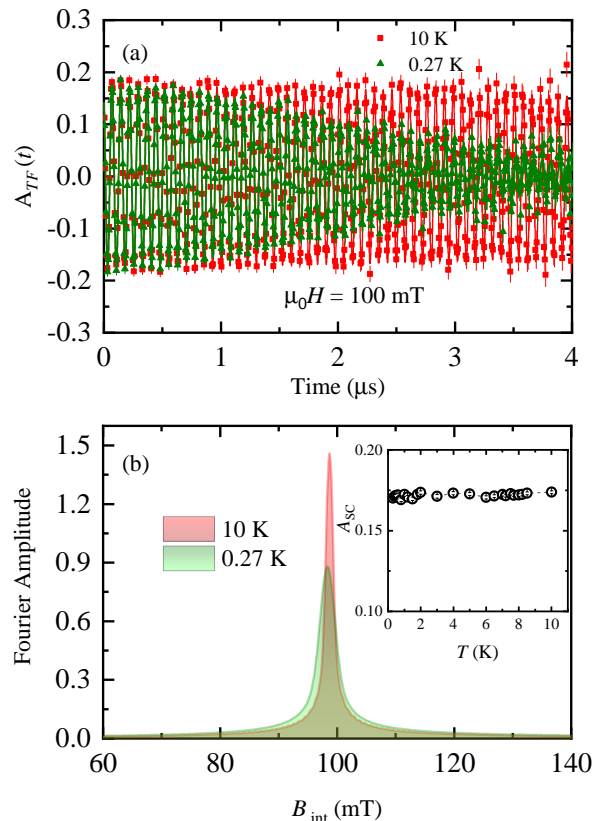 (a)
10 K
0.27 K
0.3
0.2
0.1
0.0
-0.1
-0.2
-0.3
A_TF(t)
μ₀H = 100 mT
0 1 2 3 4
Time (μs)
(b)
10 K
0.27 K
1.5
1.2
0.9
0.6
0.3
0.0
Fourier Amplitude
0.20
0.15
0.10
A_SC
0 2 4 6 8 10
T (K)
60 80 100 120 140
B_int (mT)